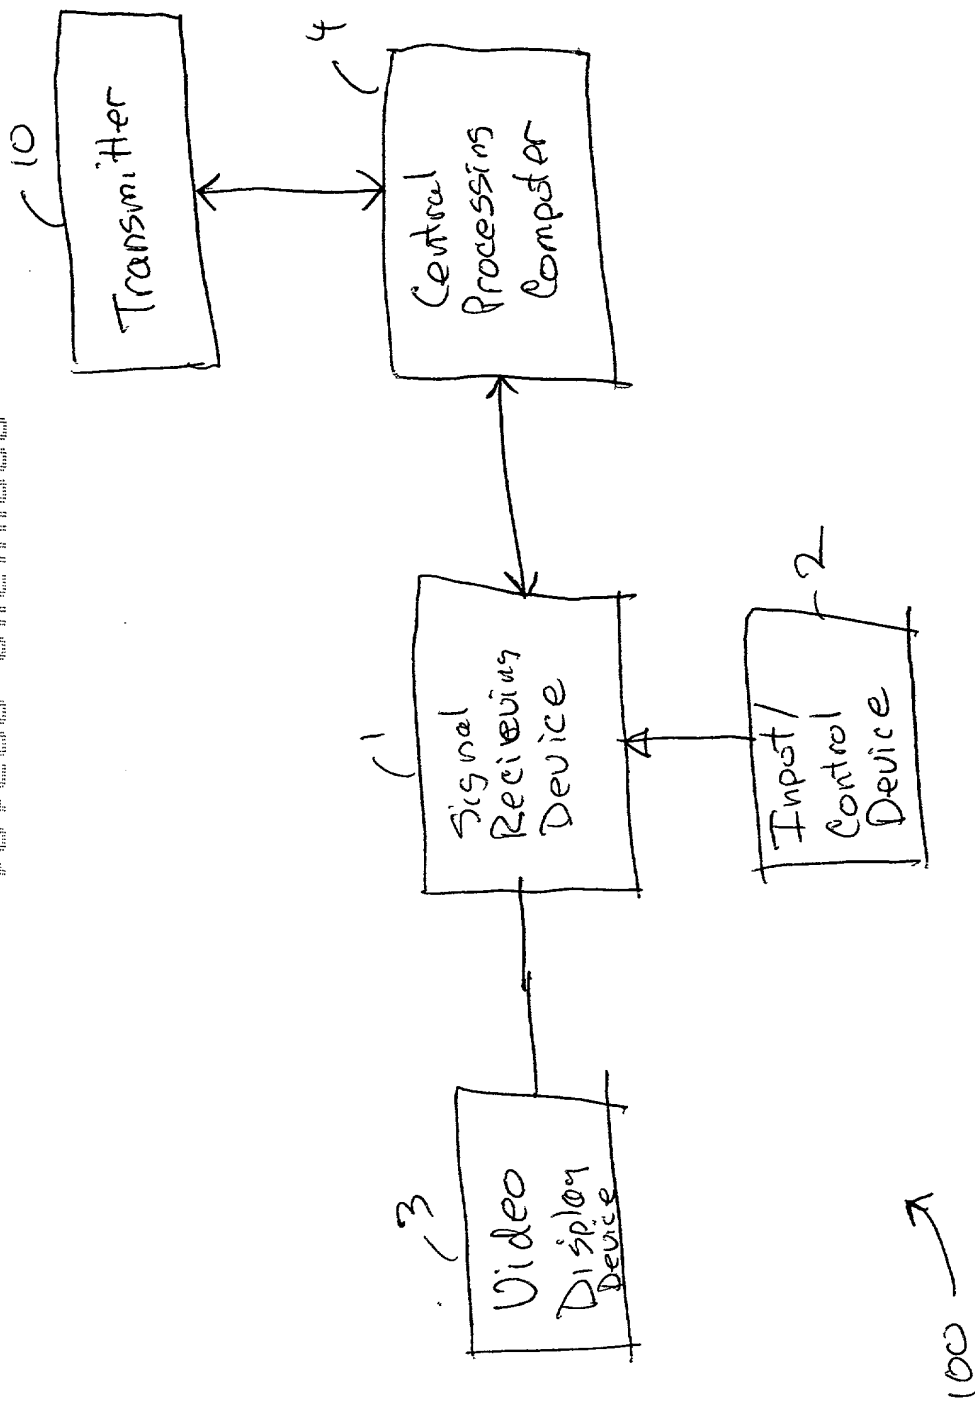 10
Transmitter
4
Central
Processing
Computer
1
Signal
Recieving
Device
2
Input/
Control
Device
3
Video
Display
Device
100